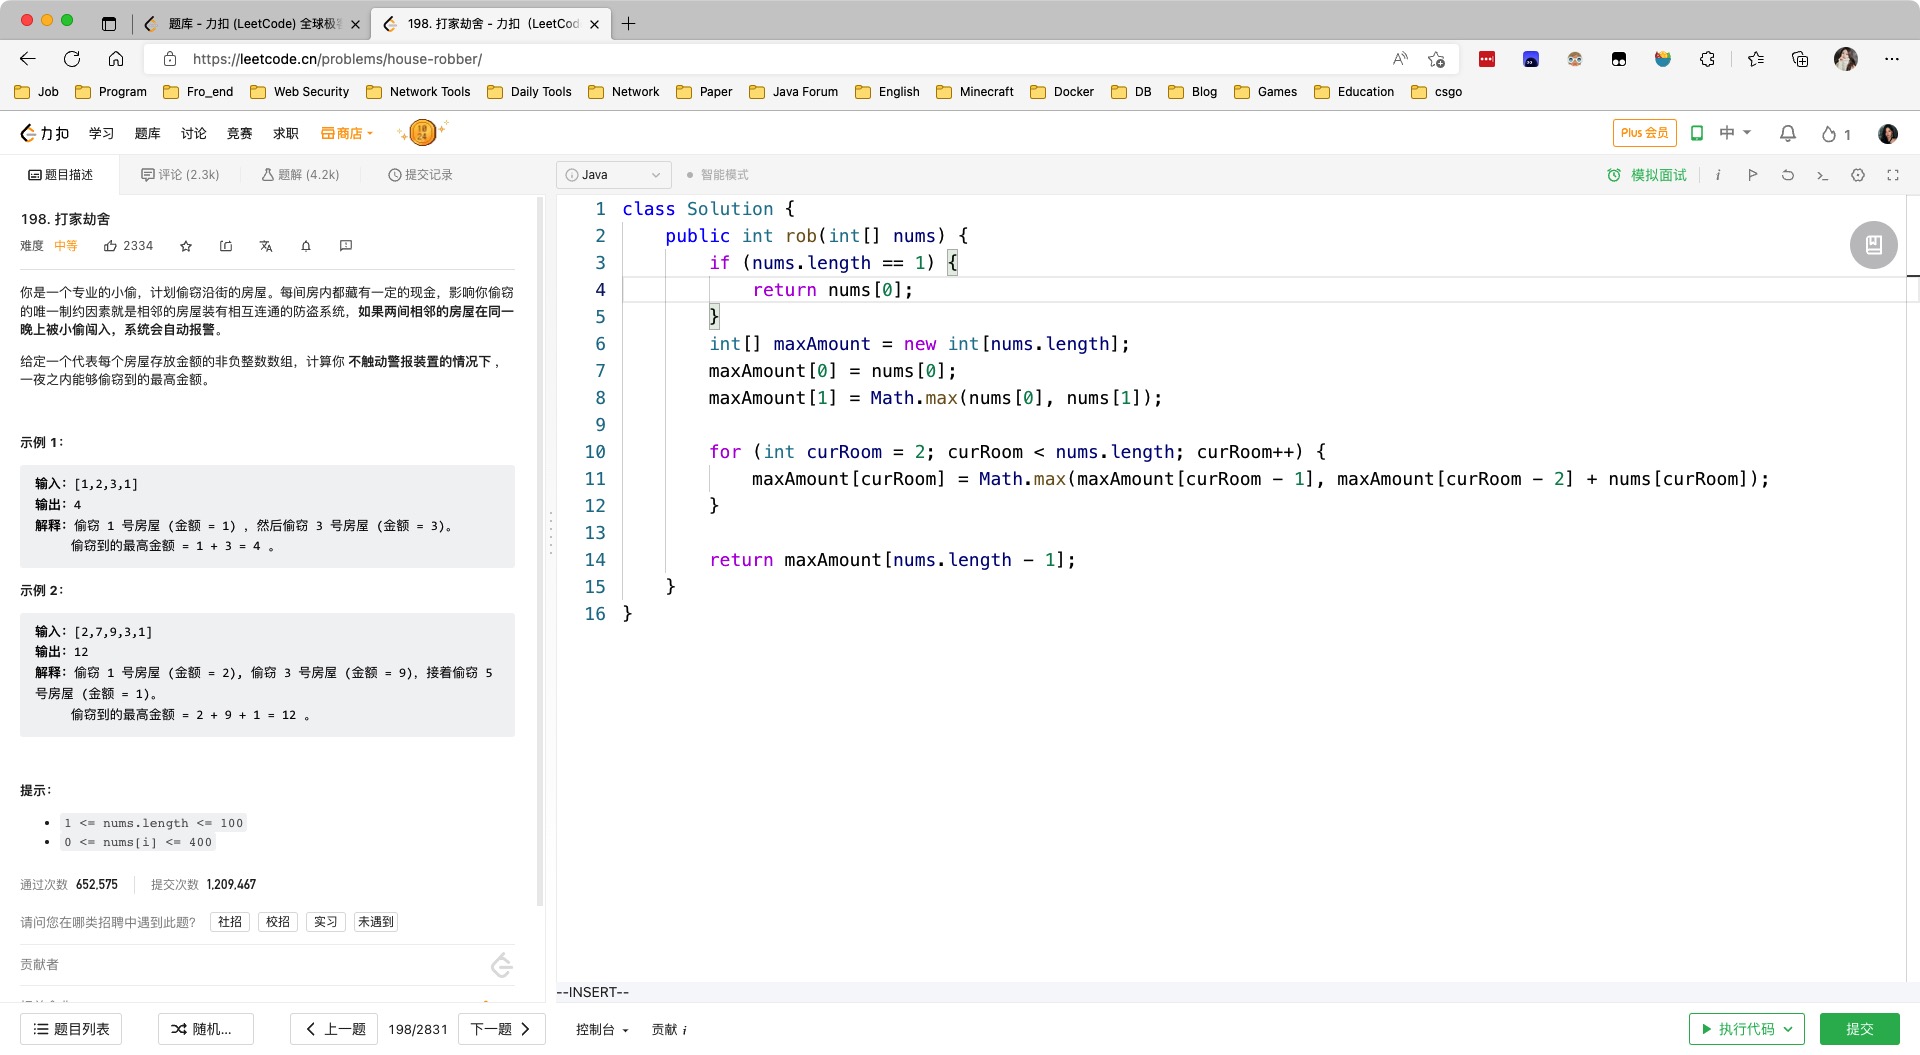 题库 - 力扣 (LeetCode) 全球极
198. 打家劫舍 - 力扣（LeetCod
https://leetcode.cn/problems/house-robber/
Job Program Fro_end Web Security Network Tools Daily Tools Network Paper Java Forum English Minecraft Docker DB Blog Games Education csgo
力扣 学习 题库 讨论 竞赛 求职 商店
Plus 会员 中 1
题目描述 评论 (2.3k) 题解 (4.2k) 提交记录
Java 智能模式 模拟面试
198. 打家劫舍
难度 中等 2334
你是一个专业的小偷，计划偷窃沿街的房屋。每间房内都藏有一定的现金，影响你偷窃
的唯一制约因素就是相邻的房屋装有相互连通的防盗系统，如果两间相邻的房屋在同一
晚上被小偷闯入，系统会自动报警。
给定一个代表每个房屋存放金额的非负整数数组，计算你 不触动警报装置的情况下 ，
一夜之内能够偷窃到的最高金额。
示例 1：
输入：[1,2,3,1]
输出：4
解释：偷窃 1 号房屋 (金额 = 1) ，然后偷窃 3 号房屋 (金额 = 3)。
偷窃到的最高金额 = 1 + 3 = 4 。
示例 2：
输入：[2,7,9,3,1]
输出：12
解释：偷窃 1 号房屋 (金额 = 2), 偷窃 3 号房屋 (金额 = 9)，接着偷窃 5
号房屋 (金额 = 1)。
偷窃到的最高金额 = 2 + 9 + 1 = 12 。
提示：
1 <= nums.length <= 100
0 <= nums[i] <= 400
通过次数 652,575 提交次数 1,209,467
请问您在哪类招聘中遇到此题？ 社招 校招 实习 未遇到
贡献者
1 class Solution {
2 public int rob(int[] nums) {
3 if (nums.length == 1) {
4 return nums[0];
5 }
6 int[] maxAmount = new int[nums.length];
7 maxAmount[0] = nums[0];
8 maxAmount[1] = Math.max(nums[0], nums[1]);
9
10 for (int curRoom = 2; curRoom < nums.length; curRoom++) {
11 maxAmount[curRoom] = Math.max(maxAmount[curRoom - 1], maxAmount[curRoom - 2] + nums[curRoom]);
12 }
13
14 return maxAmount[nums.length - 1];
15 }
16 }
--INSERT--
题目列表 随机... 上一题 198/2831 下一题 控制台 贡献 i 执行代码 提交